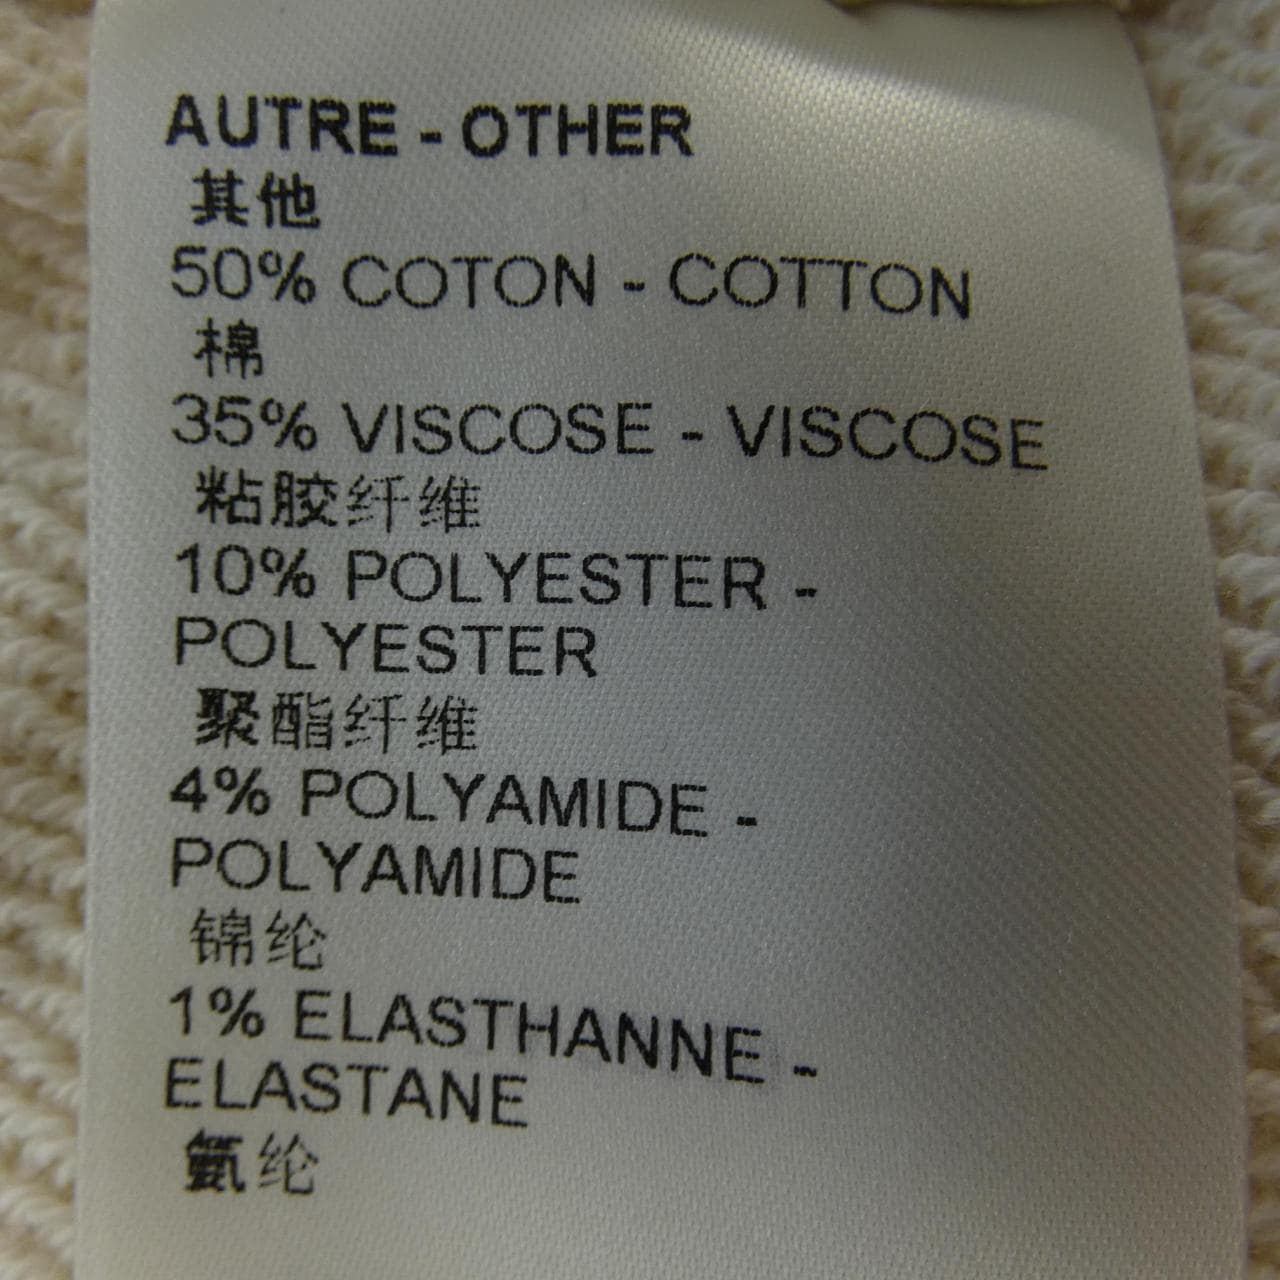 AUTRE - OTHER
其他
50% COTON - COTTON
棉
35% VISCOSE - VISCOSE
粘胶纤维
10% POLYESTER -
POLYESTER
聚酯纤维
4% POLYAMIDE -
POLYAMIDE
锦纶
1% ELASTHANNE -
ELASTANE
氨纶